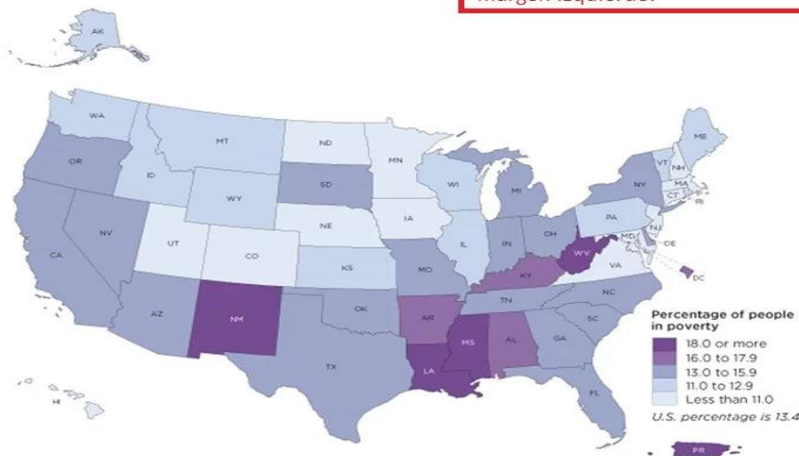 margen izquierdo.
AK
WA
MT
ND
MN
ME
OR
ID
WY
SD
WI
MI
NY
VT
NH
MA
CT
RI
NV
UT
CO
NE
IA
IL
IN
OH
PA
NJ
MD
DE
DC
CA
KS
MO
KY
WV
VA
AZ
NM
OK
AR
TN
NC
SC
TX
LA
MS
AL
GA
FL
HI
PR
Percentage of people
in poverty
18.0 or more
16.0 to 17.9
13.0 to 15.9
11.0 to 12.9
Less than 11.0
U.S. percentage is 13.4